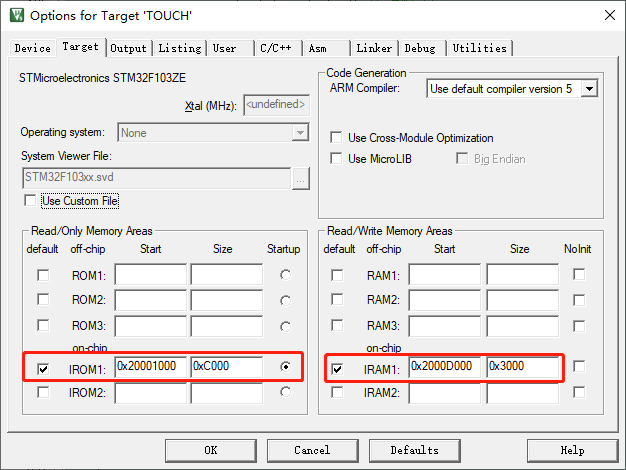 Options for Target 'TOUCH'
Device Target Output Listing User C/C++ Asm Linker Debug Utilities
STMicroelectronics STM32F103ZE
Xtal (MHz): <undefined>
Operating system: None
System Viewer File:
STM32F103xx.svd ...
Use Custom File
Code Generation
ARM Compiler: Use default compiler version 5
Use Cross-Module Optimization
Use MicroLIB Big Endian
Read/Only Memory Areas
default off-chip Start Size Startup
ROM1:
ROM2:
ROM3:
on-chip
IROM1: 0x20001000 0xC000
IROM2:
Read/Write Memory Areas
default off-chip Start Size NoInit
RAM1:
RAM2:
RAM3:
on-chip
IRAM1: 0x2000D000 0x3000
IRAM2:
OK Cancel Defaults Help